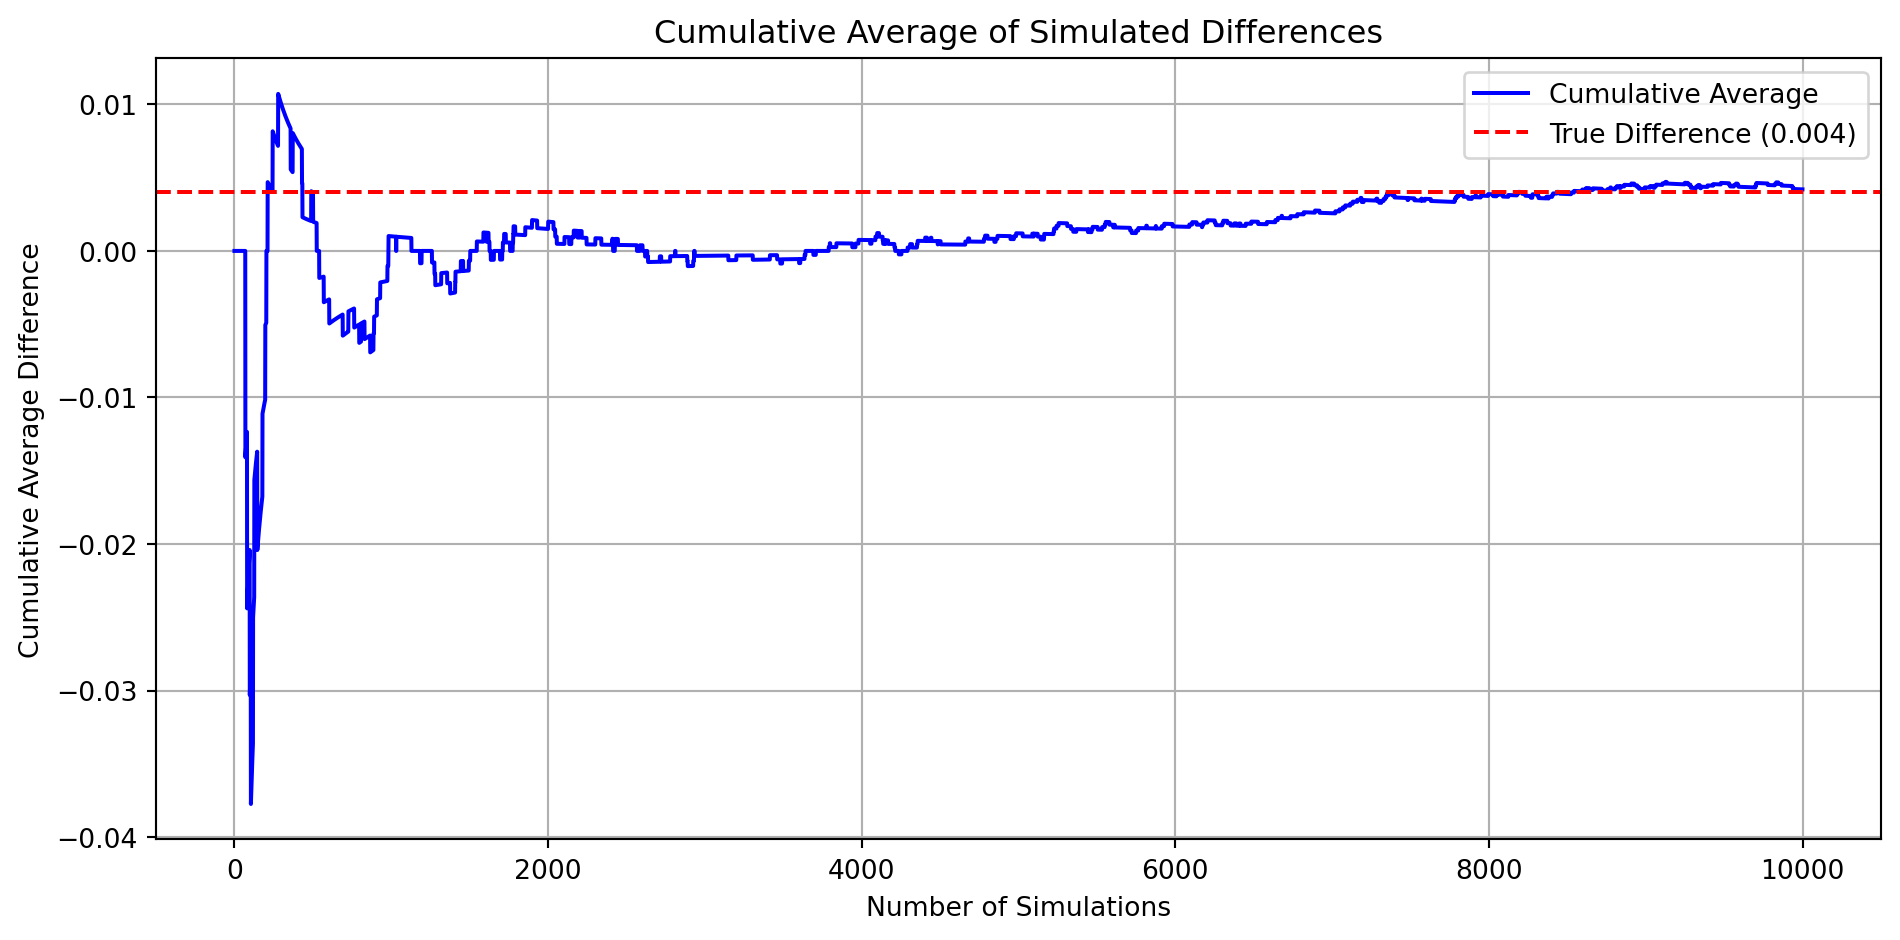 Cumulative Average of Simulated Differences
Cumulative Average
True Difference (0.004)
Cumulative Average Difference
0.01
0.00
−0.01
−0.02
−0.03
−0.04
0
2000
4000
6000
8000
10000
Number of Simulations